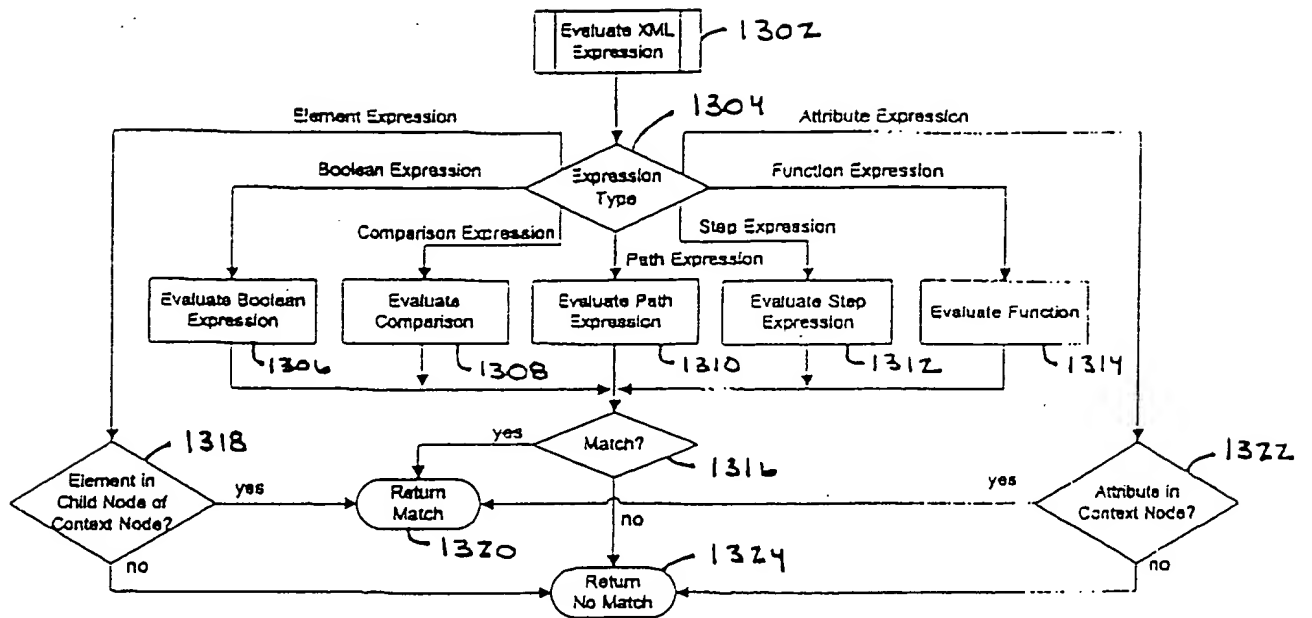 Evaluate XML
Expression
1302
Element Expression
1304
Attribute Expression
Boolean Expression
Expression
Type
Function Expression
Comparison Expression
Step Expression
Path Expression
Evaluate Boolean
Expression
Evaluate
Comparison
Evaluate Path
Expression
Evaluate Step
Expression
Evaluate Function
1306
1308
1310
1312
1314
1318
yes
Match?
1316
1322
Element in
Child Node of
Context Node?
yes
Return
Match
yes
Attribute in
Context Node?
no
1320
no
1324
no
Return
No Match